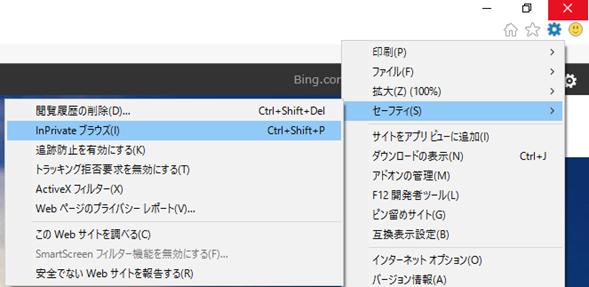 Bing.co
印刷(P)
ファイル(F)
拡大(Z) (100%)
セーフティ(S)
サイトをアプリ ビューに追加(I)
ダウンロードの表示(N) Ctrl+J
アドオンの管理(M)
F12 開発者ツール(L)
ピン留めサイト(G)
互換表示設定(B)
インターネット オプション(O)
バージョン情報(A)
閲覧履歴の削除(D)... Ctrl+Shift+Del
InPrivate ブラウズ(I) Ctrl+Shift+P
追跡防止を有効にする(K)
トラッキング拒否要求を無効にする(T)
ActiveX フィルター(X)
Web ページのプライバシー レポート(V)...
この Web サイトを調べる(C)
SmartScreen フィルター機能を無効にする(F)...
安全でない Web サイトを報告する(R)